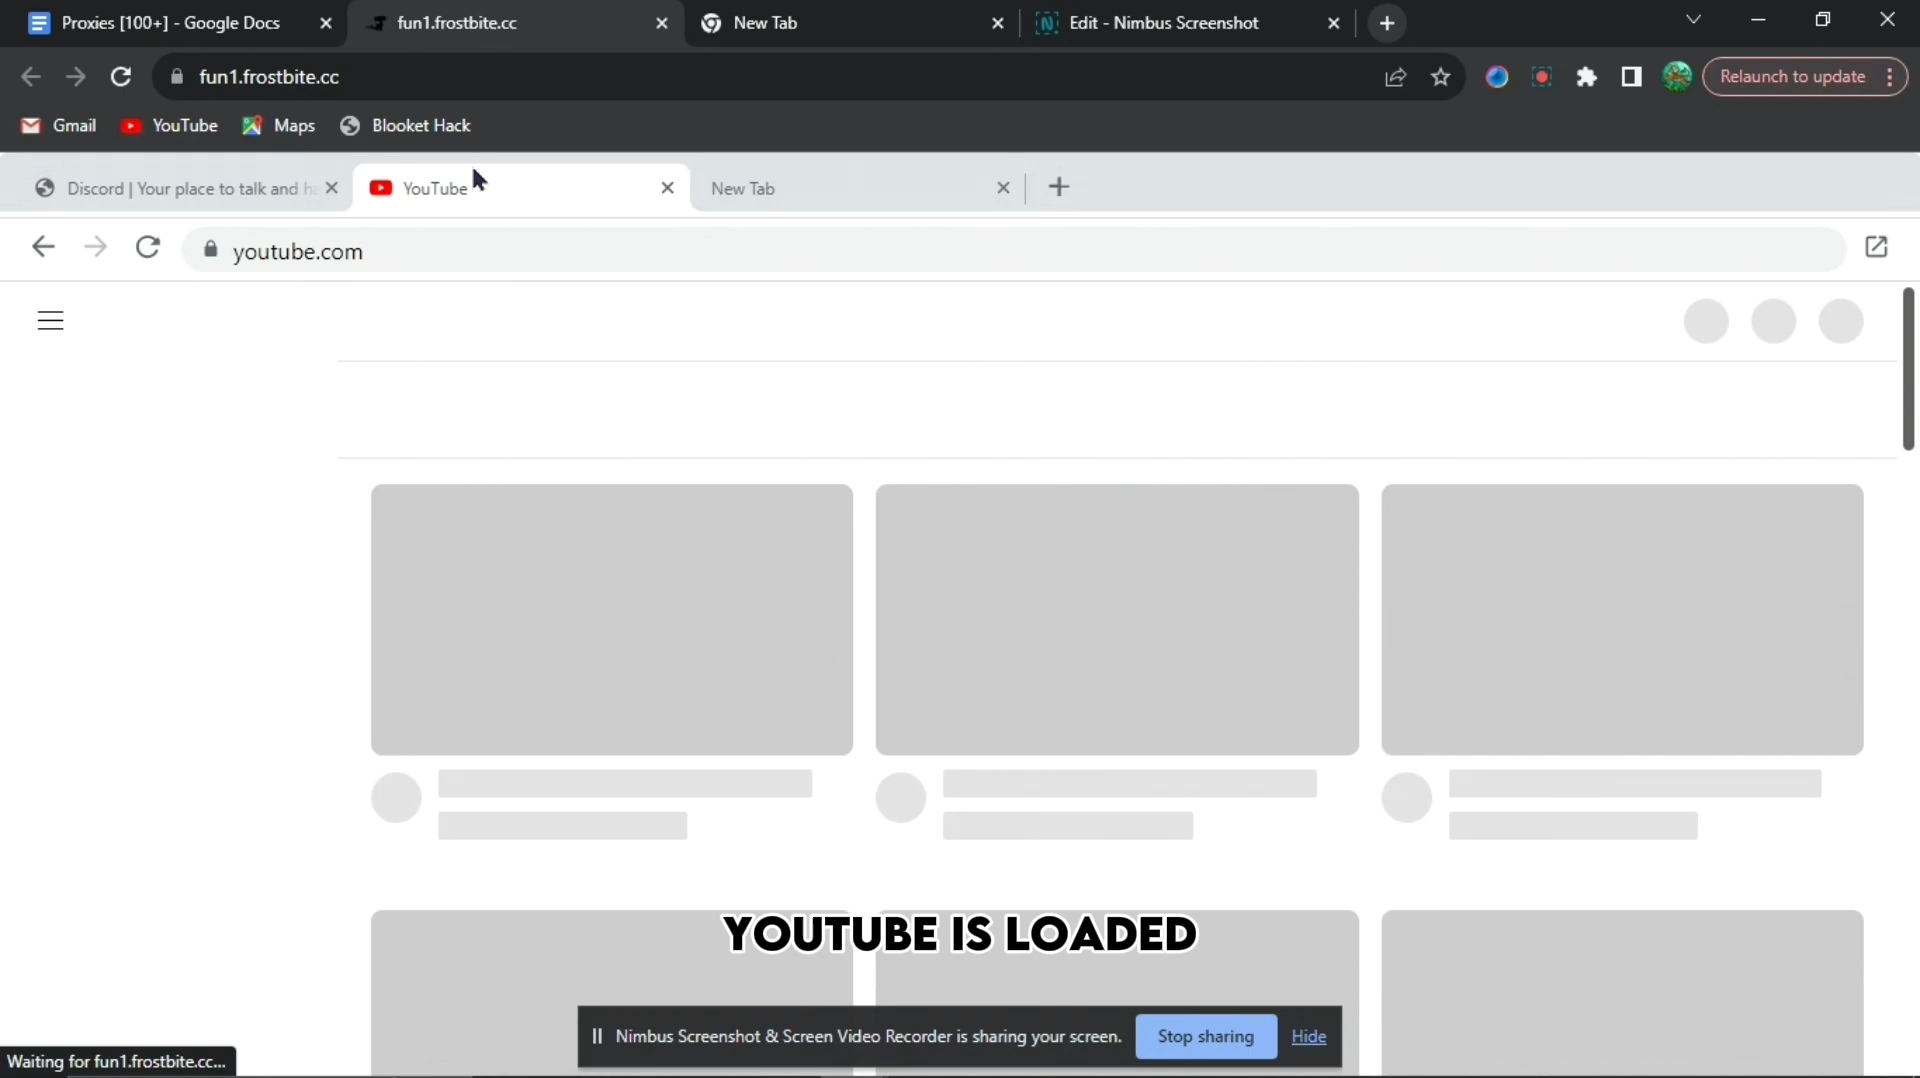 Proxies [100+] - Google Docs
fun1.frostbite.cc
New Tab
Edit - Nimbus Screenshot
fun1.frostbite.cc
Relaunch to update
Gmail
YouTube
Maps
Blooket Hack
Discord | Your place to talk and
YouTube
New Tab
youtube.com
YOUTUBE IS LOADED
Nimbus Screenshot & Screen Video Recorder is sharing your screen.
Stop sharing
Hide
Waiting for fun1.frostbite.cc...